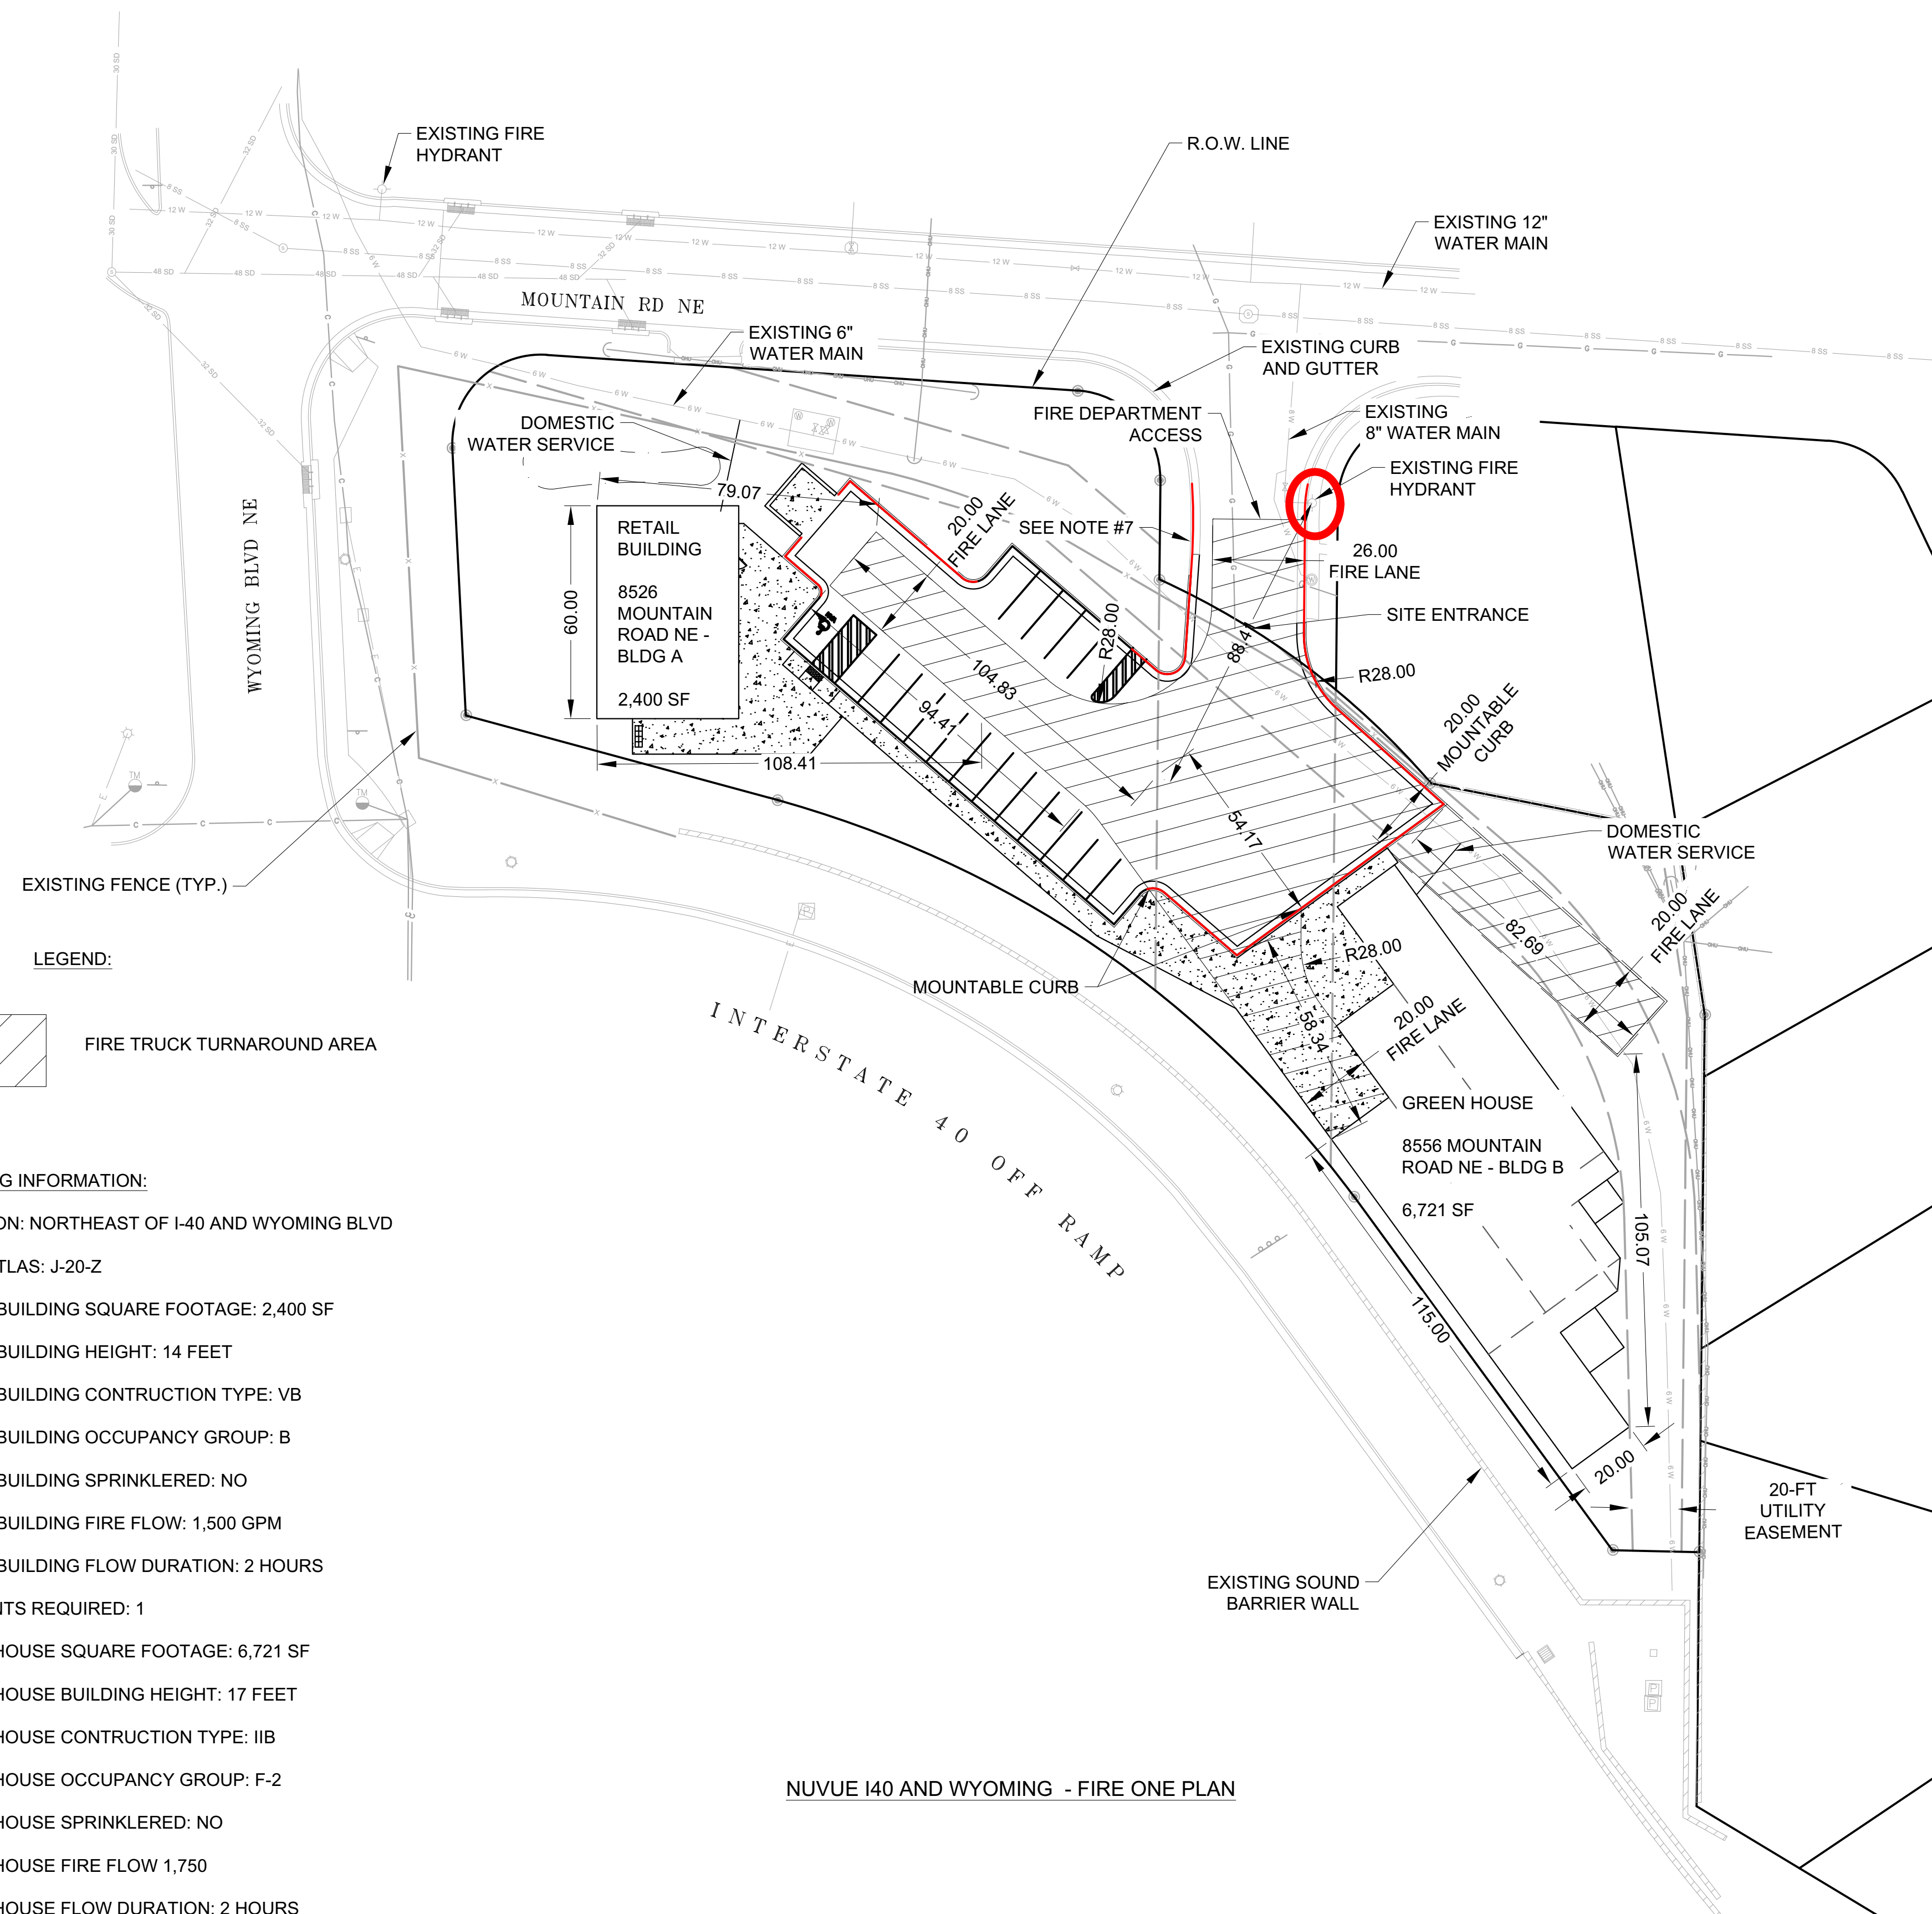 EXISTING FIRE
HYDRANT
R.O.W. LINE
EXISTING 12"
WATER MAIN
MOUNTAIN RD NE
EXISTING 6"
WATER MAIN
EXISTING CURB
AND GUTTER
FIRE DEPARTMENT
ACCESS
EXISTING
8" WATER MAIN
DOMESTIC
WATER SERVICE
EXISTING FIRE
HYDRANT
79.07
20.00
FIRE LANE
SEE NOTE #7
26.00
FIRE LANE
RETAIL
BUILDING
8526
MOUNTAIN
ROAD NE -
BLDG A
2,400 SF
60.00
WYOMING BLVD NE
SITE ENTRANCE
R28.00
88.4
R28.00
104.83
94.41
108.41
20.00
MOUNTABLE
CURB
54.17
DOMESTIC
WATER SERVICE
EXISTING FENCE (TYP.)
20.00
FIRE LANE
82.69
R28.00
MOUNTABLE CURB
LEGEND:
FIRE TRUCK TURNAROUND AREA
INTERSTATE 40 OFF RAMP
58.34
20.00
FIRE LANE
GREEN HOUSE
8556 MOUNTAIN
ROAD NE - BLDG B
6,721 SF
105.07
115.00
20.00
20-FT
UTILITY
EASEMENT
EXISTING SOUND
BARRIER WALL
G INFORMATION:
ON: NORTHEAST OF I-40 AND WYOMING BLVD
TLAS: J-20-Z
BUILDING SQUARE FOOTAGE: 2,400 SF
BUILDING HEIGHT: 14 FEET
BUILDING CONTRUCTION TYPE: VB
BUILDING OCCUPANCY GROUP: B
BUILDING SPRINKLERED: NO
BUILDING FIRE FLOW: 1,500 GPM
BUILDING FLOW DURATION: 2 HOURS
NTS REQUIRED: 1
HOUSE SQUARE FOOTAGE: 6,721 SF
HOUSE BUILDING HEIGHT: 17 FEET
HOUSE CONTRUCTION TYPE: IIB
HOUSE OCCUPANCY GROUP: F-2
HOUSE SPRINKLERED: NO
HOUSE FIRE FLOW 1,750
HOUSE FLOW DURATION: 2 HOURS
NUVUE I40 AND WYOMING - FIRE ONE PLAN